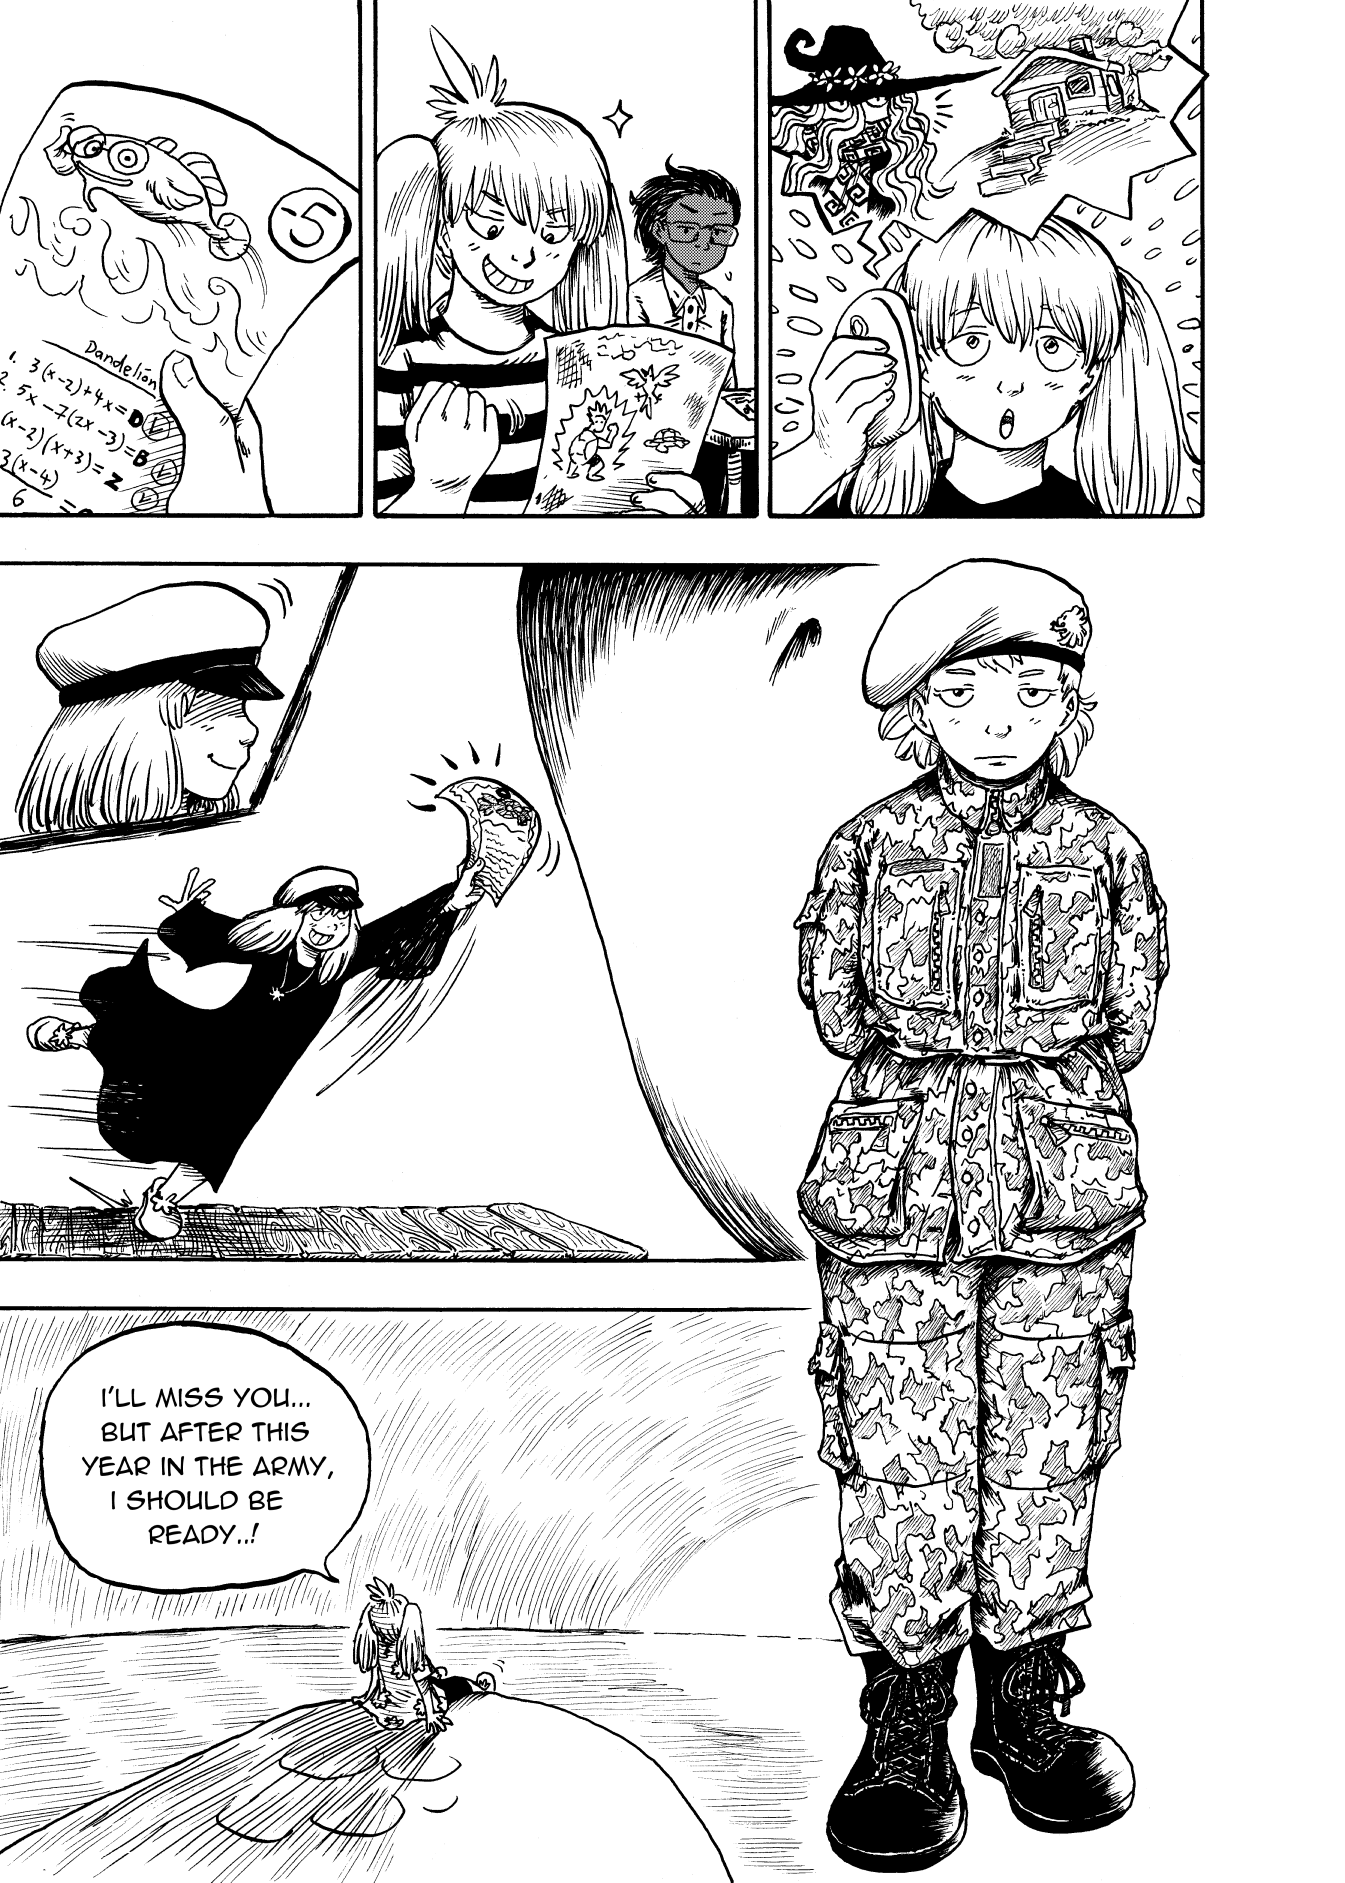 -5
Dandelion
1. 3(x-2)+4x=D
2. 5x-7(2x-3)=B
(x-2)(x+3)=Z
3(x-4)
6
I'LL MISS YOU...
BUT AFTER THIS
YEAR IN THE ARMY,
I SHOULD BE
READY..!